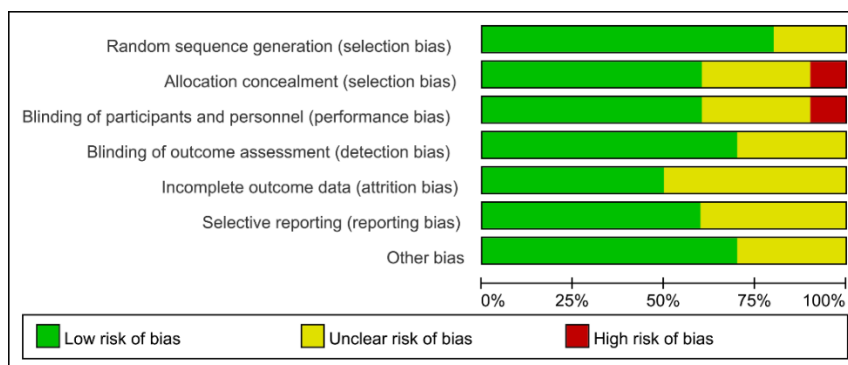 Random sequence generation (selection bias)
Allocation concealment (selection bias)
Blinding of participants and personnel (performance bias)
Blinding of outcome assessment (detection bias)
Incomplete outcome data (attrition bias)
Selective reporting (reporting bias)
Other bias
0% 25% 50% 75% 100%
Low risk of bias Unclear risk of bias High risk of bias